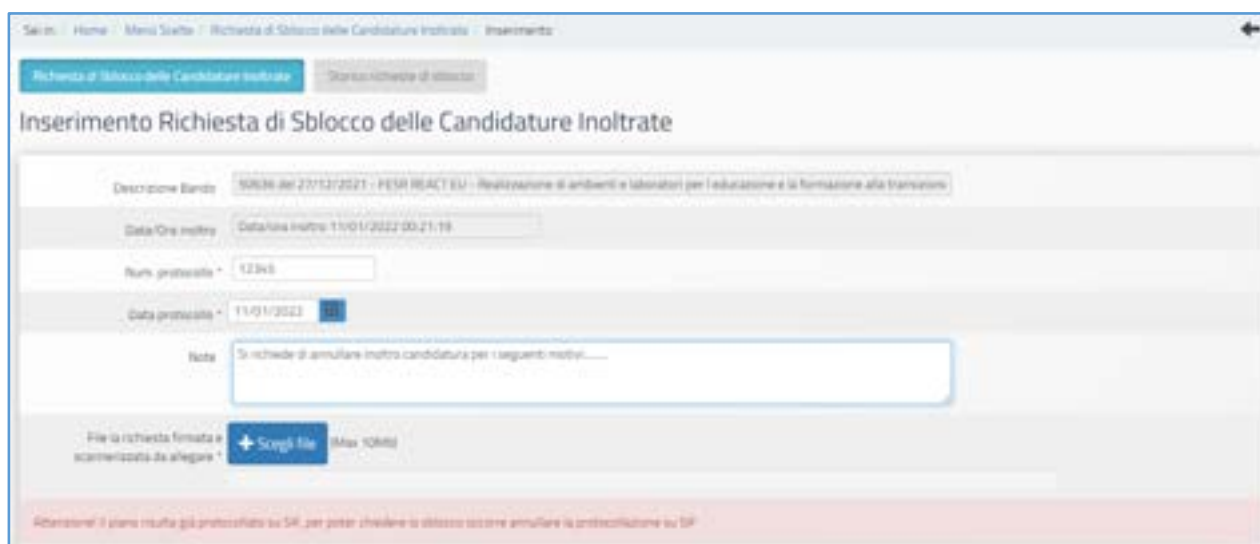 Sei in: / Home / Menù Scelte / Richiesta di Sblocco delle Candidature Inoltrate / Inserimento
Richiesta di Sblocco delle Candidature Inoltrate
Storico richieste di sblocco
Inserimento Richiesta di Sblocco delle Candidature Inoltrate
Descrizione Bando
50636 del 27/12/2021 - FESR REACT EU - Realizzazione di ambienti e laboratori per l'educazione e la formazione alla transizione
Data/Ora inoltro
Data/ora inoltro 11/01/2022 00:21:19
Num. protocollo *
12345
Data protocollo *
11/01/2022
Note
Si richiede di annullare inoltro candidatura per i seguenti motivi:.......
File la richiesta firmata e
scannerizzata da allegare *
+ Scegli file
(Max 10Mb)
Attenzione! Il piano risulta già protocollato su SIF, per poter chiedere lo sblocco occorre annullare la protocollazione su SIF